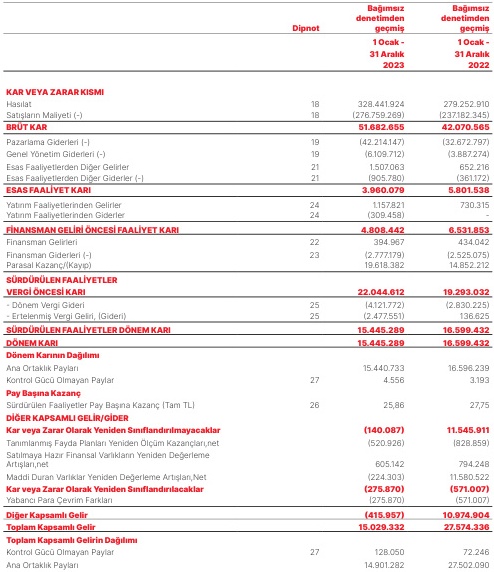 Bağımsız Bağımsız
denetimden denetimden
Dipnot geçmiş geçmiş
1 Ocak - 1 Ocak -
31 Aralık 31 Aralık
2023 2022
KAR VEYA ZARAR KISMI
Hasılat 18 328.441.924 279.252.910
Satışların Maliyeti (-) 18 (276.759.269) (237.182.345)
BRÜT KAR 51.682.655 42.070.565
Pazarlama Giderleri (-) 19 (42.214.147) (32.672.797)
Genel Yönetim Giderleri (-) 19 (6.109.712) (3.887.274)
Esas Faaliyetlerden Diğer Gelirler 21 1.507.063 652.216
Esas Faaliyetlerden Diğer Giderler (-) 21 (905.780) (361.172)
ESAS FAALİYET KARI 3.960.079 5.801.538
Yatırım Faaliyetlerinden Gelirler 24 1.157.821 730.315
Yatırım Faaliyetlerinden Giderler 24 (309.458) -
FİNANSMAN GELİRİ ÖNCESİ FAALİYET KARI 4.808.442 6.531.853
Finansman Gelirleri 22 394.967 434.042
Finansman Giderleri (-) 23 (2.777.179) (2.525.075)
Parasal Kazanç/(Kayıp) 19.618.382 14.852.212
SÜRDÜRÜLEN FAALİYETLER
VERGİ ÖNCESİ KARI 22.044.612 19.293.032
- Dönem Vergi Gideri 25 (4.121.772) (2.830.225)
- Ertelenmiş Vergi Geliri, (Gideri) 25 (2.477.551) 136.625
SÜRDÜRÜLEN FAALİYETLER DÖNEM KARI 15.445.289 16.599.432
DÖNEM KARI 15.445.289 16.599.432
Dönem Karının Dağılımı
Ana Ortaklık Payları 15.440.733 16.596.239
Kontrol Gücü Olmayan Paylar 27 4.556 3.193
Pay Başına Kazanç
Sürdürülen Faaliyetler Pay Başına Kazanç (Tam TL) 26 25,86 27,75
DİĞER KAPSAMLI GELİR/GİDER
Kar veya Zarar Olarak Yeniden Sınıflandırılmayacaklar (140.087) 11.545.911
Tanımlanmış Fayda Planları Yeniden Ölçüm Kazançları,net (520.926) (828.859)
Satılmaya Hazır Finansal Varlıkların Yeniden Değerleme
Artışları,net 605.142 794.248
Maddi Duran Varlıklar Yeniden Değerleme Artışları,Net (224.303) 11.580.522
Kar veya Zarar Olarak Yeniden Sınıflandırılacaklar (275.870) (571.007)
Yabancı Para Çevrim Farkları (275.870) (571.007)
Diğer Kapsamlı Gelir (415.957) 10.974.904
Toplam Kapsamlı Gelir 15.029.332 27.574.336
Toplam Kapsamlı Gelirin Dağılımı
Kontrol Gücü Olmayan Paylar 27 128.050 72.246
Ana Ortaklık Payları 14.901.282 27.502.090